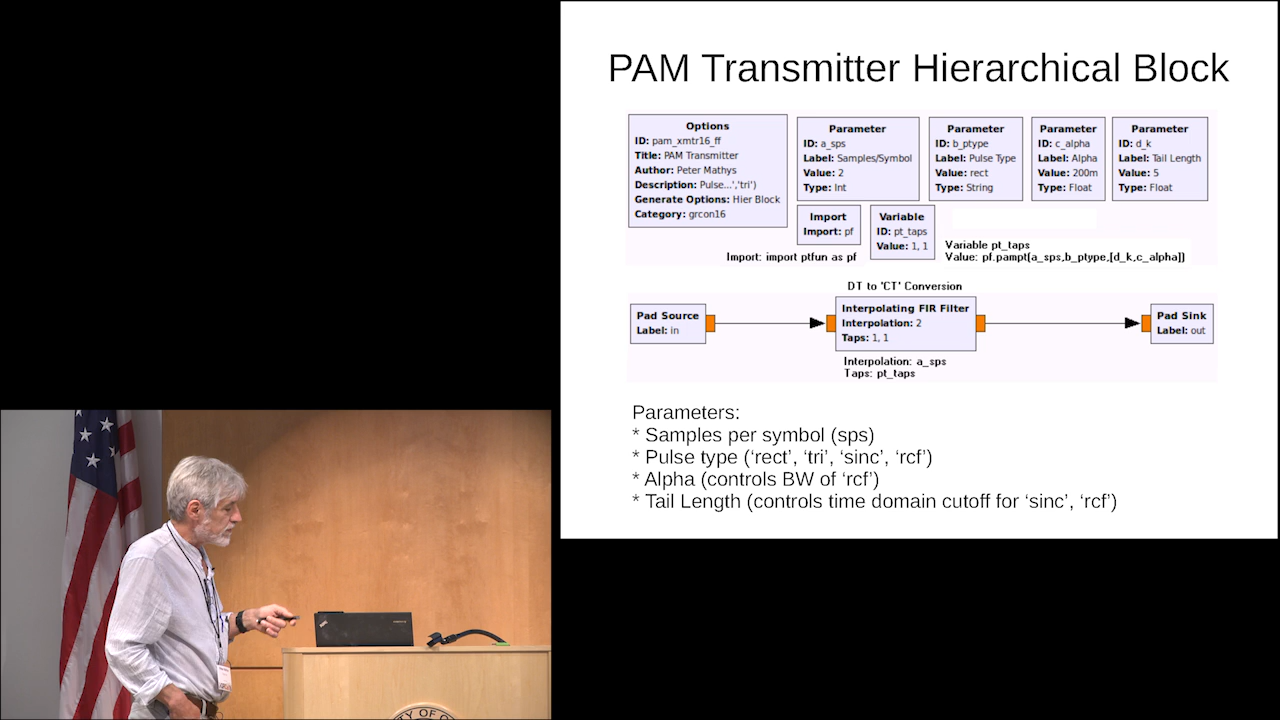 PAM Transmitter Hierarchical Block
Options
ID: pam_xmtr16_ff
Title: PAM Transmitter
Author: Peter Mathys
Description: Pulse...','tri')
Generate Options: Hier Block
Category: grcon16
Parameter
ID: a_sps
Label: Samples/Symbol
Value: 2
Type: Int
Parameter
ID: b_ptype
Label: Pulse Type
Value: rect
Type: String
Parameter
ID: c_alpha
Label: Alpha
Value: 200m
Type: Float
Parameter
ID: d_k
Label: Tail Length
Value: 5
Type: Float
Import
Import: pf
Variable
ID: pt_taps
Value: 1, 1
Import: import ptfun as pf
Variable pt_taps
Value: pf.pampt(a_sps,b_ptype,[d_k,c_alpha])
DT to 'CT' Conversion
Pad Source
Label: in
Interpolating FIR Filter
Interpolation: 2
Taps: 1, 1
Pad Sink
Label: out
Interpolation: a_sps
Taps: pt_taps
Parameters:
* Samples per symbol (sps)
* Pulse type (‘rect’, ‘tri’, ‘sinc’, ‘rcf’)
* Alpha (controls BW of ‘rcf’)
* Tail Length (controls time domain cutoff for ‘sinc’, ‘rcf’)